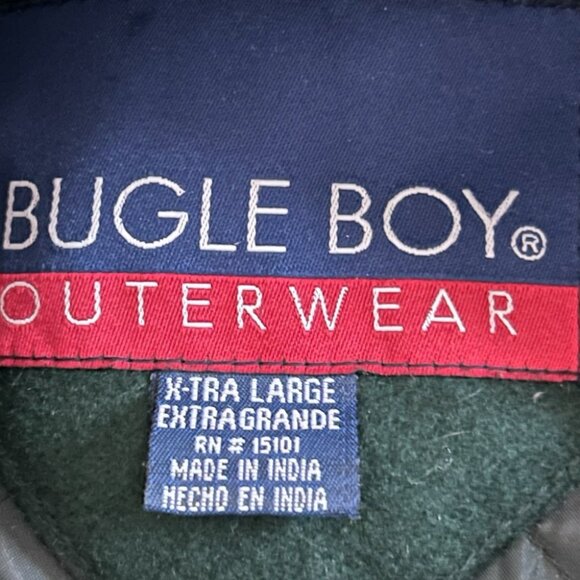 BUGLE BOY®
OUTERWEAR
X-TRA LARGE
EXTRAGRANDE
RN # 15101
MADE IN INDIA
HECHO EN INDIA